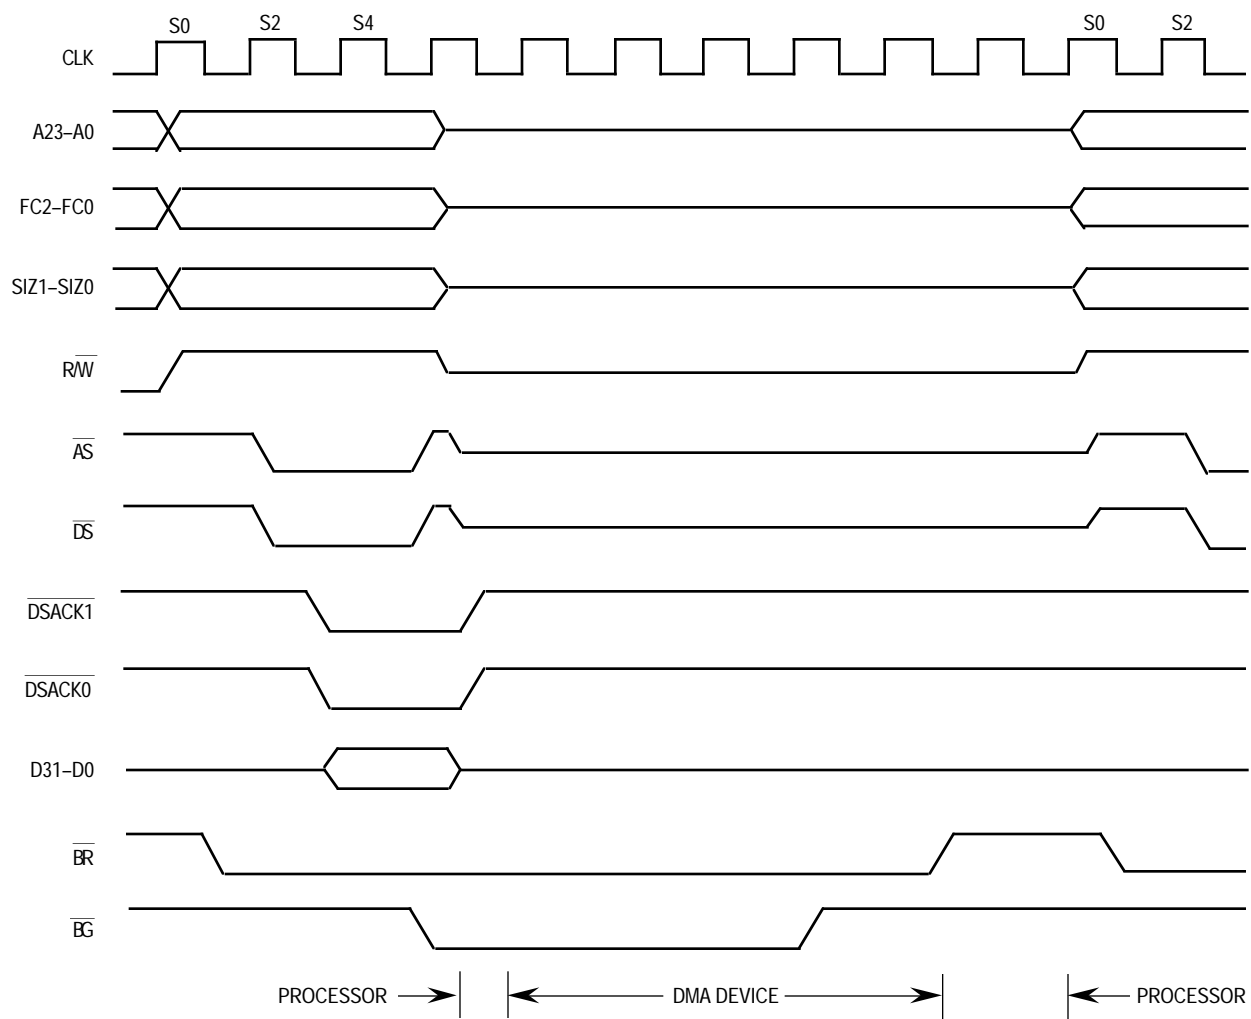 S0 S2 S4 S0 S2
CLK
A23–A0
FC2–FC0
SIZ1–SIZ0
R/W
AS
DS
DSACK1
DSACK0
D31–D0
BR
BG
PROCESSOR DMA DEVICE PROCESSOR